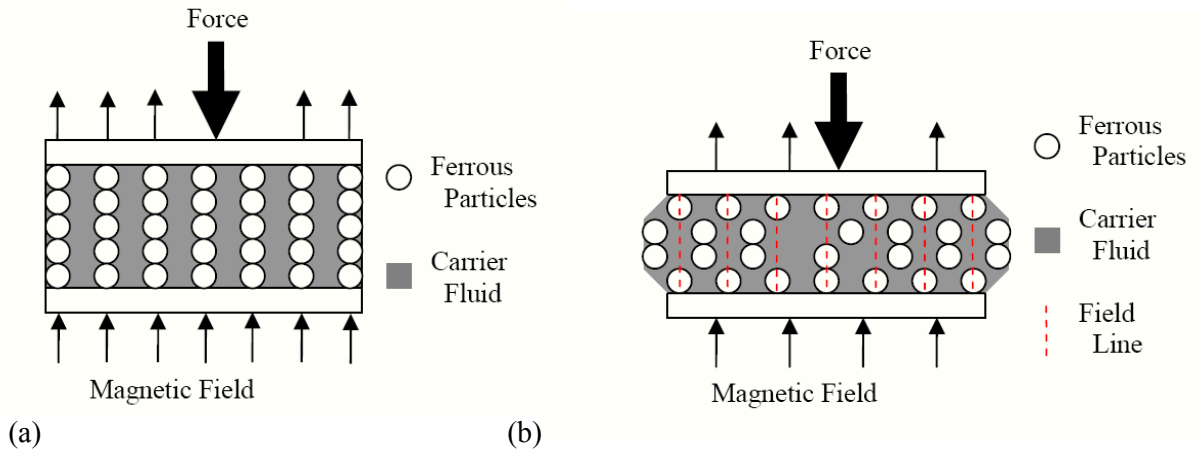 Force
Ferrous
Particles
Carrier
Fluid
Magnetic Field
(a)
Force
Ferrous
Particles
Carrier
Fluid
Field
Line
Magnetic Field
(b)